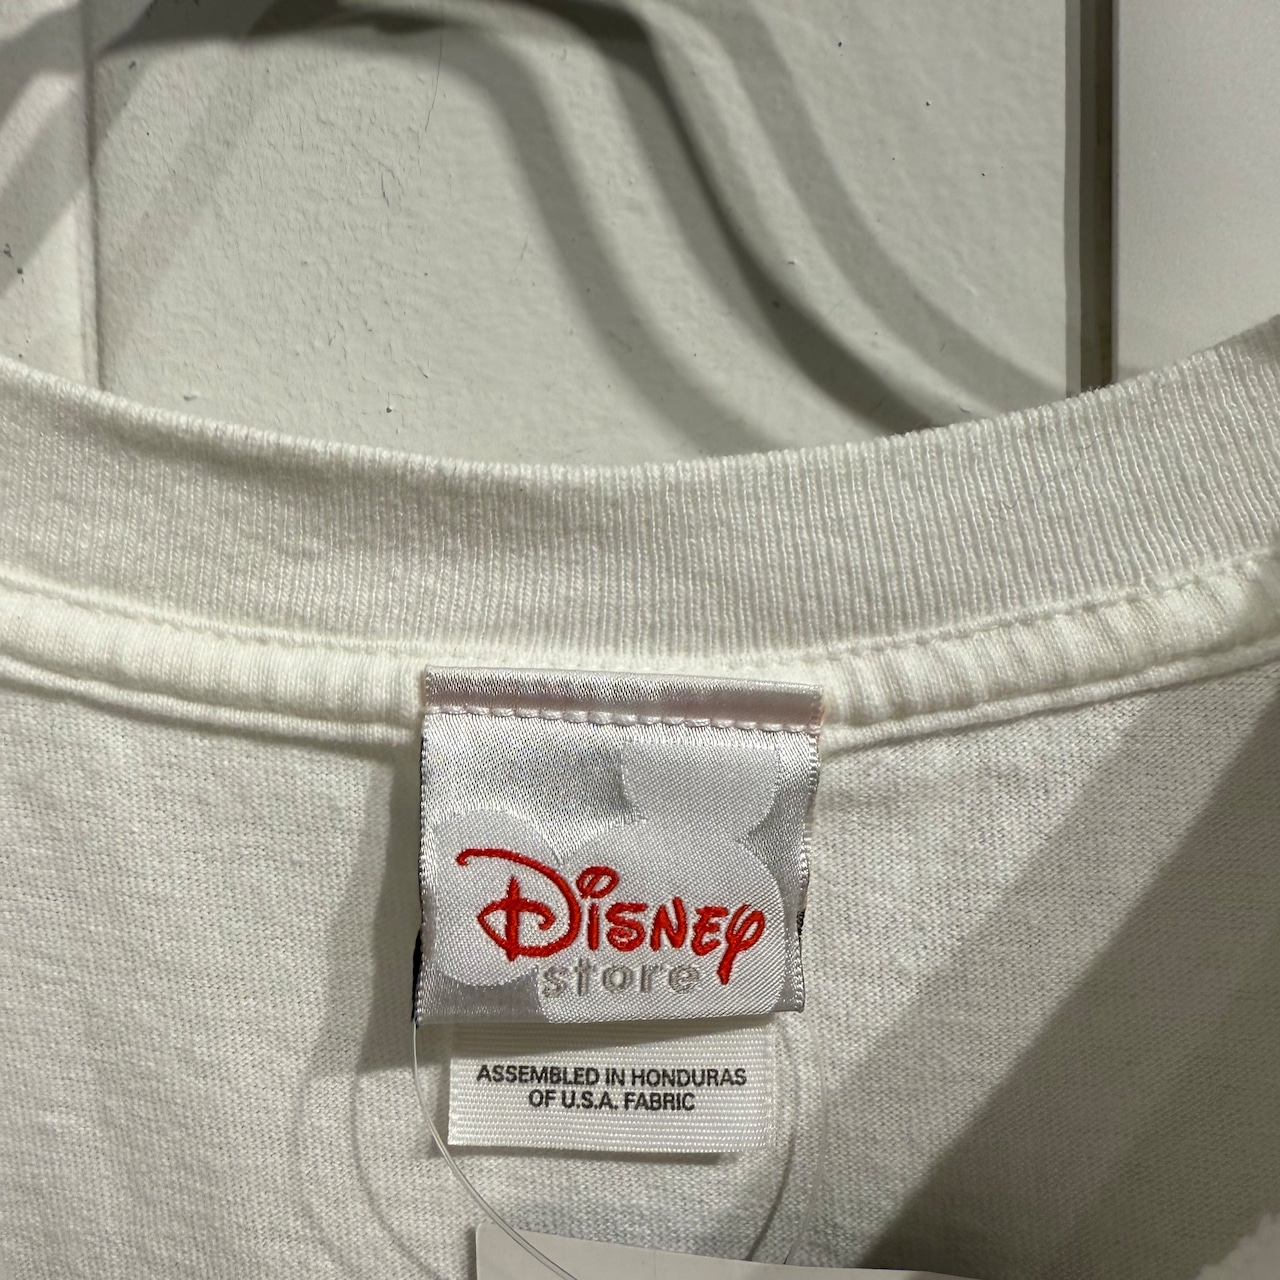 Disney
store
ASSEMBLED IN HONDURAS
OF U.S.A. FABRIC